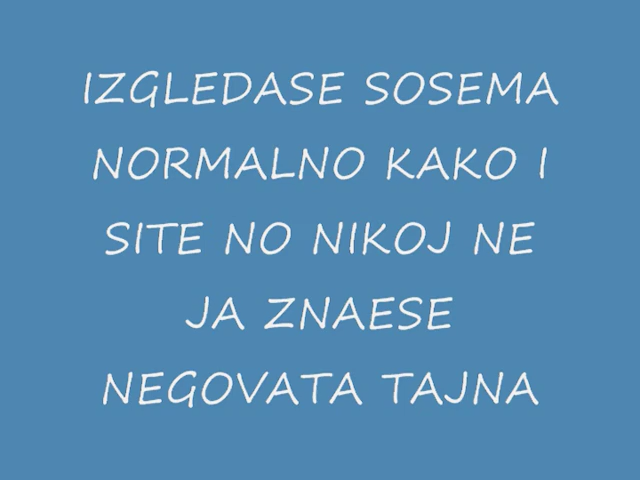 IZGLEDASE SOSEMA
NORMALNO KAKO I
SITE NO NIKOJ NE
JA ZNAESE
NEGOVATA TAJNA